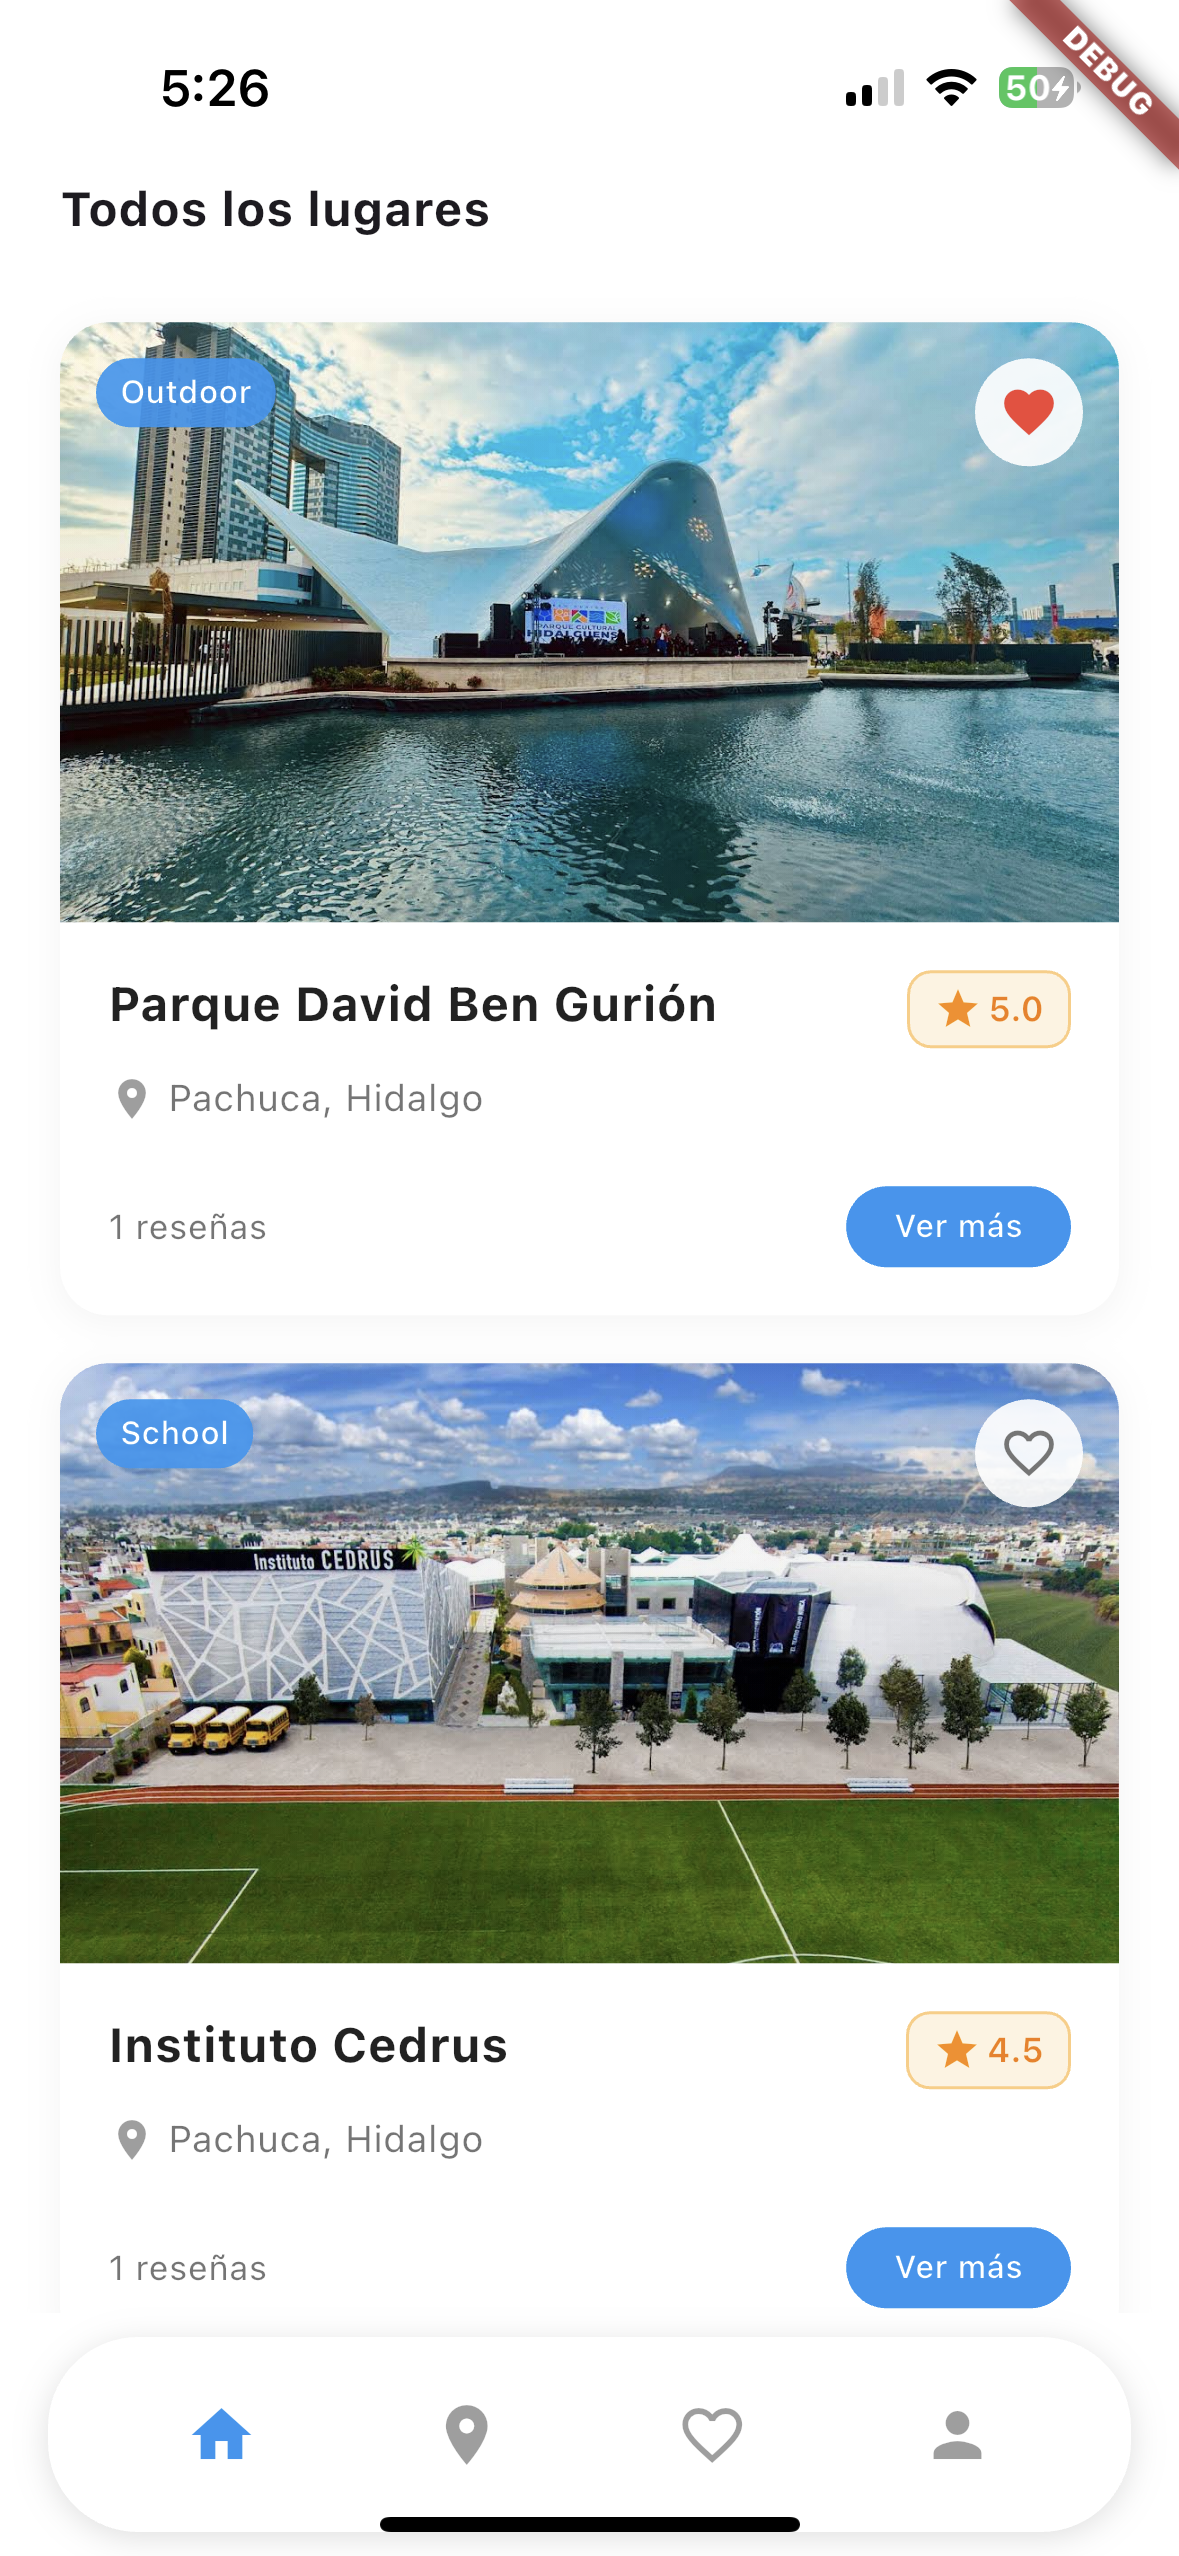 5:26
50
DEBUG
Todos los lugares
Outdoor
PARQUE CULTURAL
HIDALGUENS
Parque David Ben Gurión
5.0
Pachuca, Hidalgo
1 reseñas
Ver más
School
Instituto CEDRUS
Instituto Cedrus
4.5
Pachuca, Hidalgo
1 reseñas
Ver más